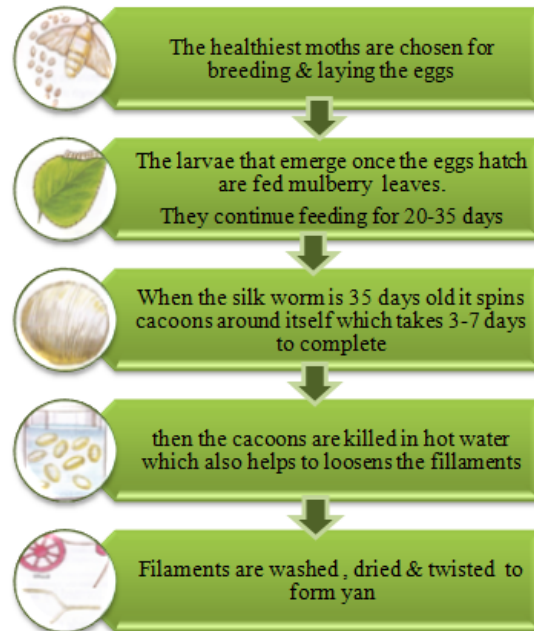 The healthiest moths are chosen for
breeding & laying the eggs
The larvae that emerge once the eggs hatch
are fed mulberry leaves.
They continue feeding for 20-35 days
When the silk worm is 35 days old it spins
cacoons around itself which takes 3-7 days
to complete
then the cacoons are killed in hot water
which also helps to loosens the fillaments
Filaments are washed , dried & twisted to
form yan